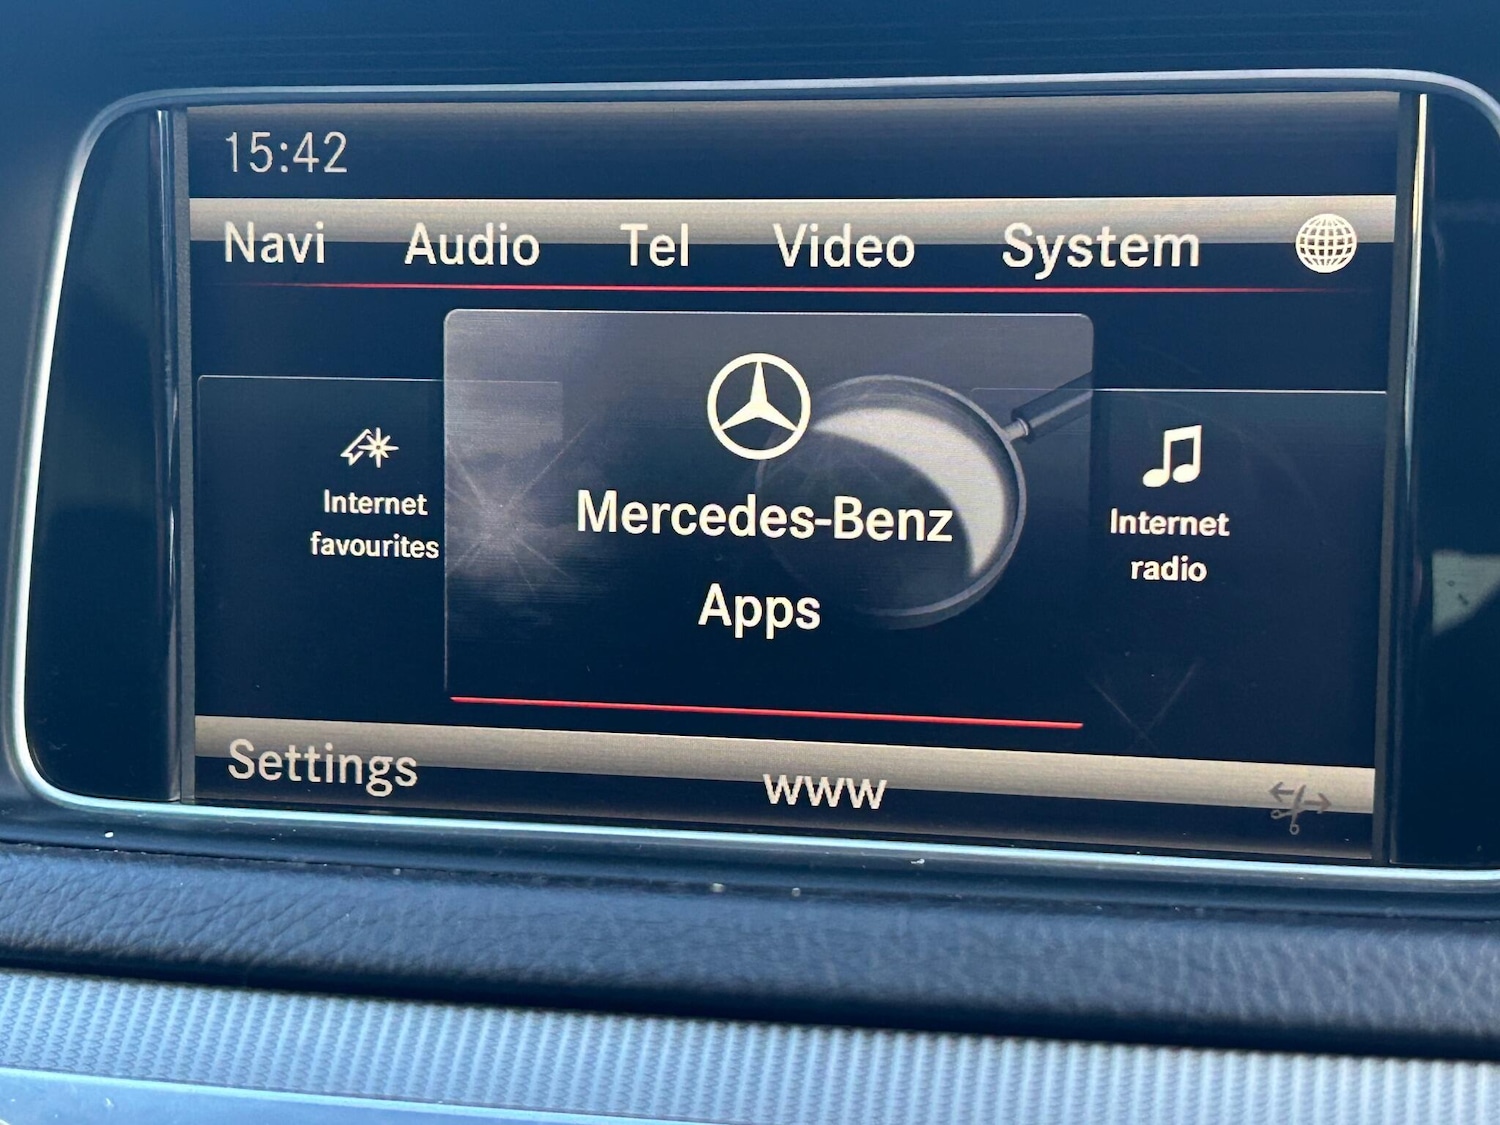 15:42
Navi Audio Tel Video System
Internet
favourites
Mercedes-Benz
Apps
Internet
radio
Settings www